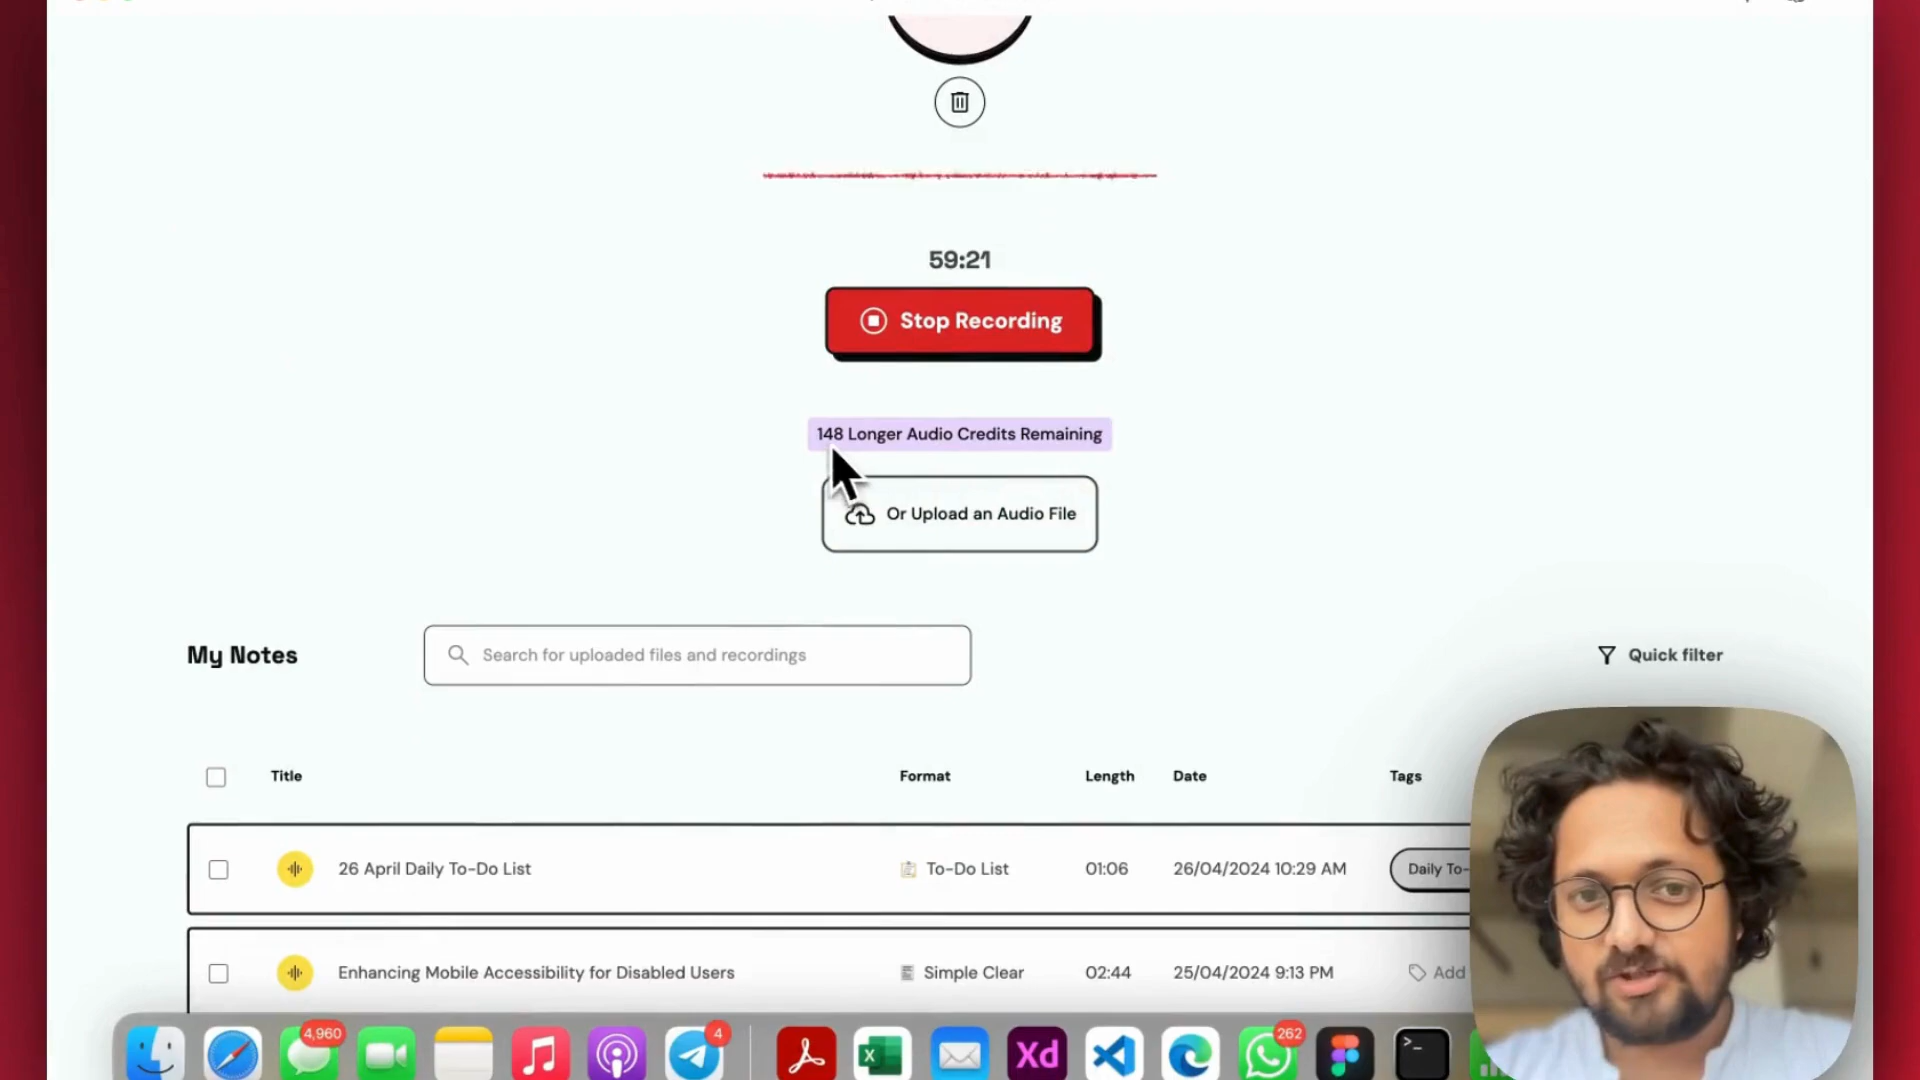 59:21
Stop Recording
148 Longer Audio Credits Remaining
Or Upload an Audio File
My Notes
Search for uploaded files and recordings
Quick filter
Title Format Length Date Tags
26 April Daily To-Do List To-Do List 01:06 26/04/2024 10:29 AM Daily To-
Enhancing Mobile Accessibility for Disabled Users Simple Clear 02:44 25/04/2024 9:13 PM Add
4,960
4
Xd
262